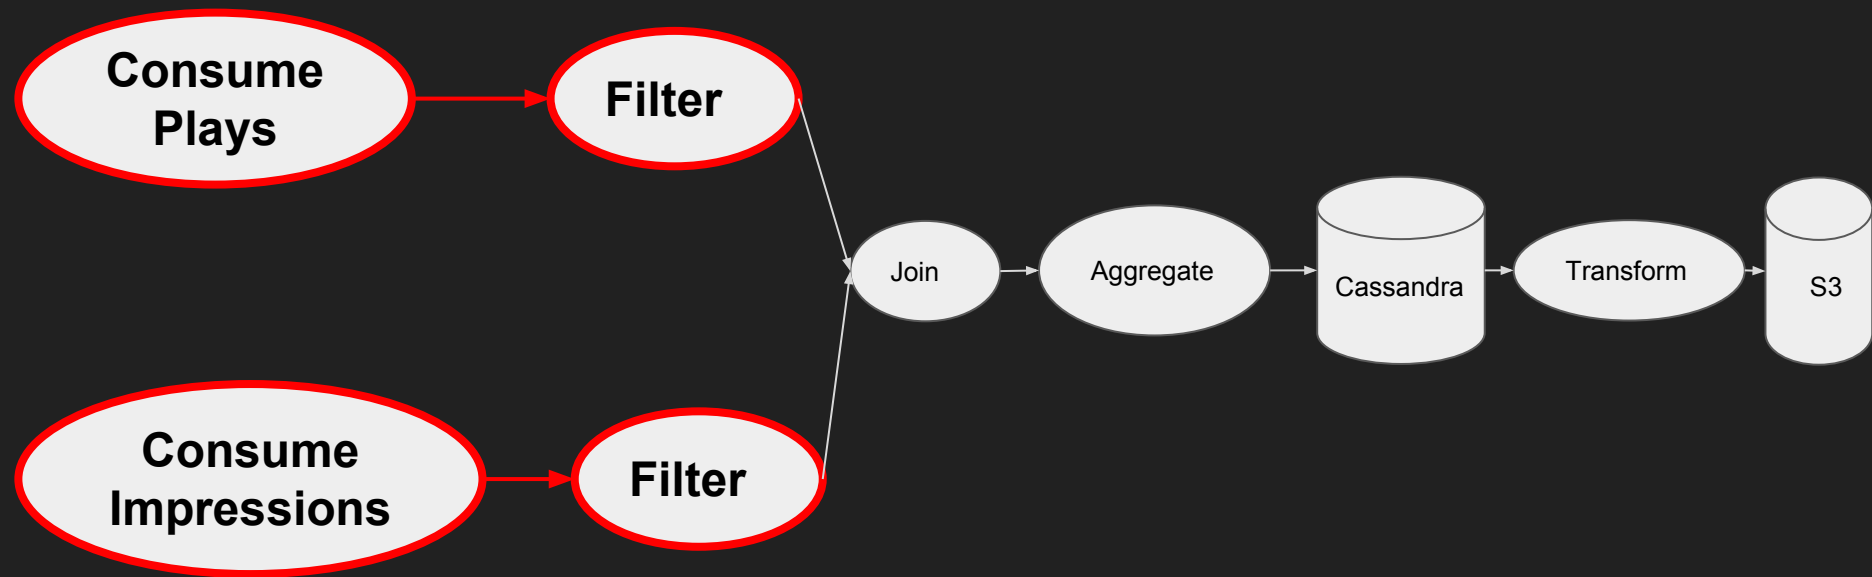 Consume
Plays
Filter
Join
Aggregate
Cassandra
Transform
S3
Consume
Impressions
Filter